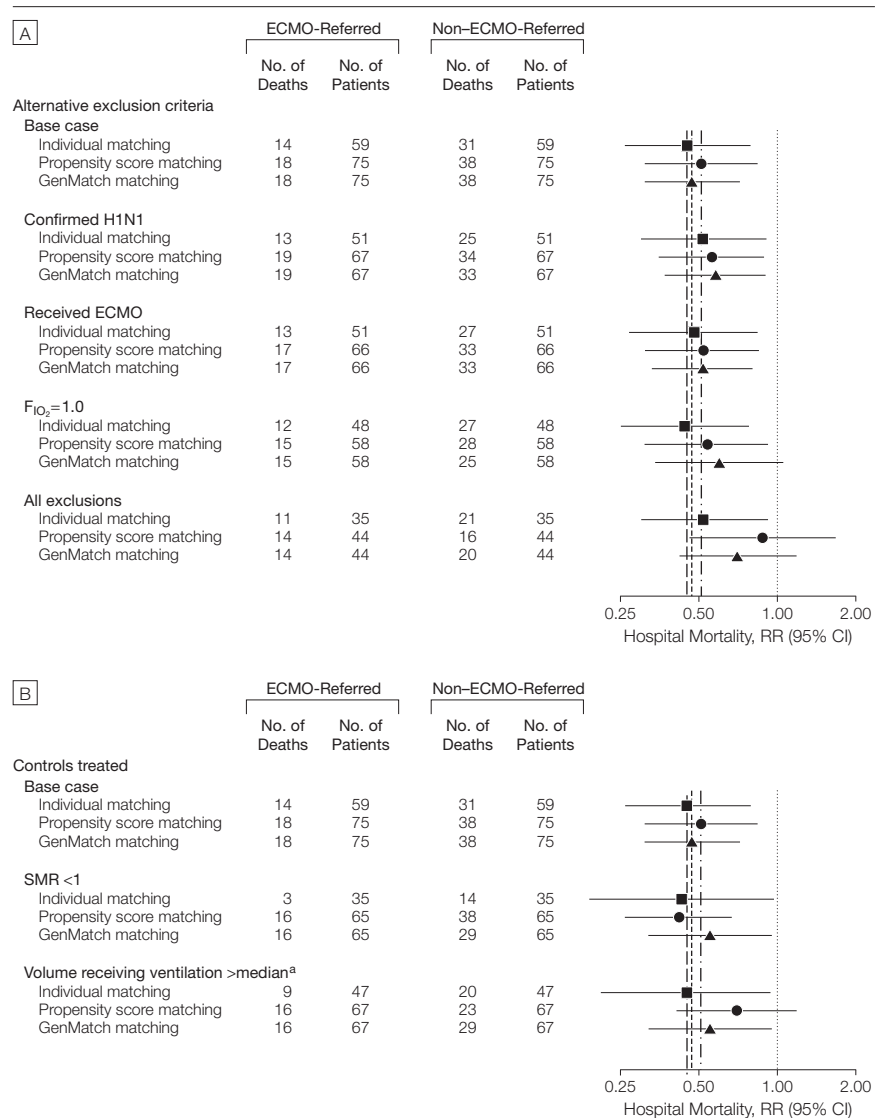 A
ECMO-Referred Non–ECMO-Referred
No. of Deaths No. of Patients No. of Deaths No. of Patients
Alternative exclusion criteria
Base case
Individual matching 14 59 31 59
Propensity score matching 18 75 38 75
GenMatch matching 18 75 38 75
Confirmed H1N1
Individual matching 13 51 25 51
Propensity score matching 19 67 34 67
GenMatch matching 19 67 33 67
Received ECMO
Individual matching 13 51 27 51
Propensity score matching 17 66 33 66
GenMatch matching 17 66 33 66
FIO2=1.0
Individual matching 12 48 27 48
Propensity score matching 15 58 28 58
GenMatch matching 15 58 25 58
All exclusions
Individual matching 11 35 21 35
Propensity score matching 14 44 16 44
GenMatch matching 14 44 20 44
0.25 0.50 1.00 2.00
Hospital Mortality, RR (95% CI)
B
ECMO-Referred Non–ECMO-Referred
No. of Deaths No. of Patients No. of Deaths No. of Patients
Controls treated
Base case
Individual matching 14 59 31 59
Propensity score matching 18 75 38 75
GenMatch matching 18 75 38 75
SMR <1
Individual matching 3 35 14 35
Propensity score matching 16 65 38 65
GenMatch matching 16 65 29 65
Volume receiving ventilation >medianª
Individual matching 9 47 20 47
Propensity score matching 16 67 23 67
GenMatch matching 16 67 29 67
0.25 0.50 1.00 2.00
Hospital Mortality, RR (95% CI)